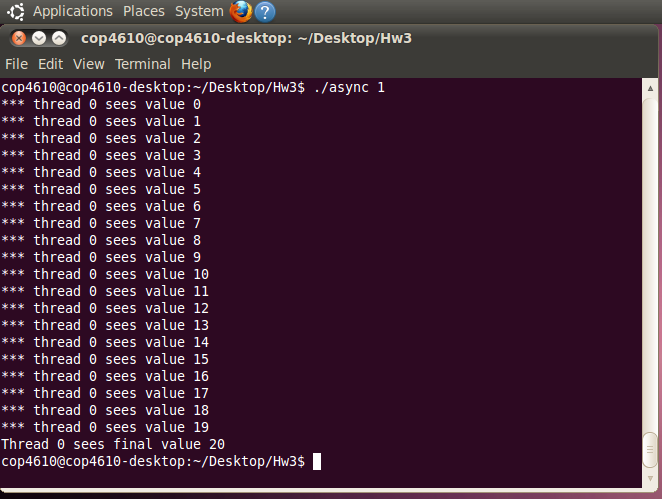 Applications Places System ?
cop4610@cop4610-desktop: ~/Desktop/Hw3
File Edit View Terminal Help
cop4610@cop4610-desktop:~/Desktop/Hw3$ ./async 1
*** thread 0 sees value 0
*** thread 0 sees value 1
*** thread 0 sees value 2
*** thread 0 sees value 3
*** thread 0 sees value 4
*** thread 0 sees value 5
*** thread 0 sees value 6
*** thread 0 sees value 7
*** thread 0 sees value 8
*** thread 0 sees value 9
*** thread 0 sees value 10
*** thread 0 sees value 11
*** thread 0 sees value 12
*** thread 0 sees value 13
*** thread 0 sees value 14
*** thread 0 sees value 15
*** thread 0 sees value 16
*** thread 0 sees value 17
*** thread 0 sees value 18
*** thread 0 sees value 19
Thread 0 sees final value 20
cop4610@cop4610-desktop:~/Desktop/Hw3$